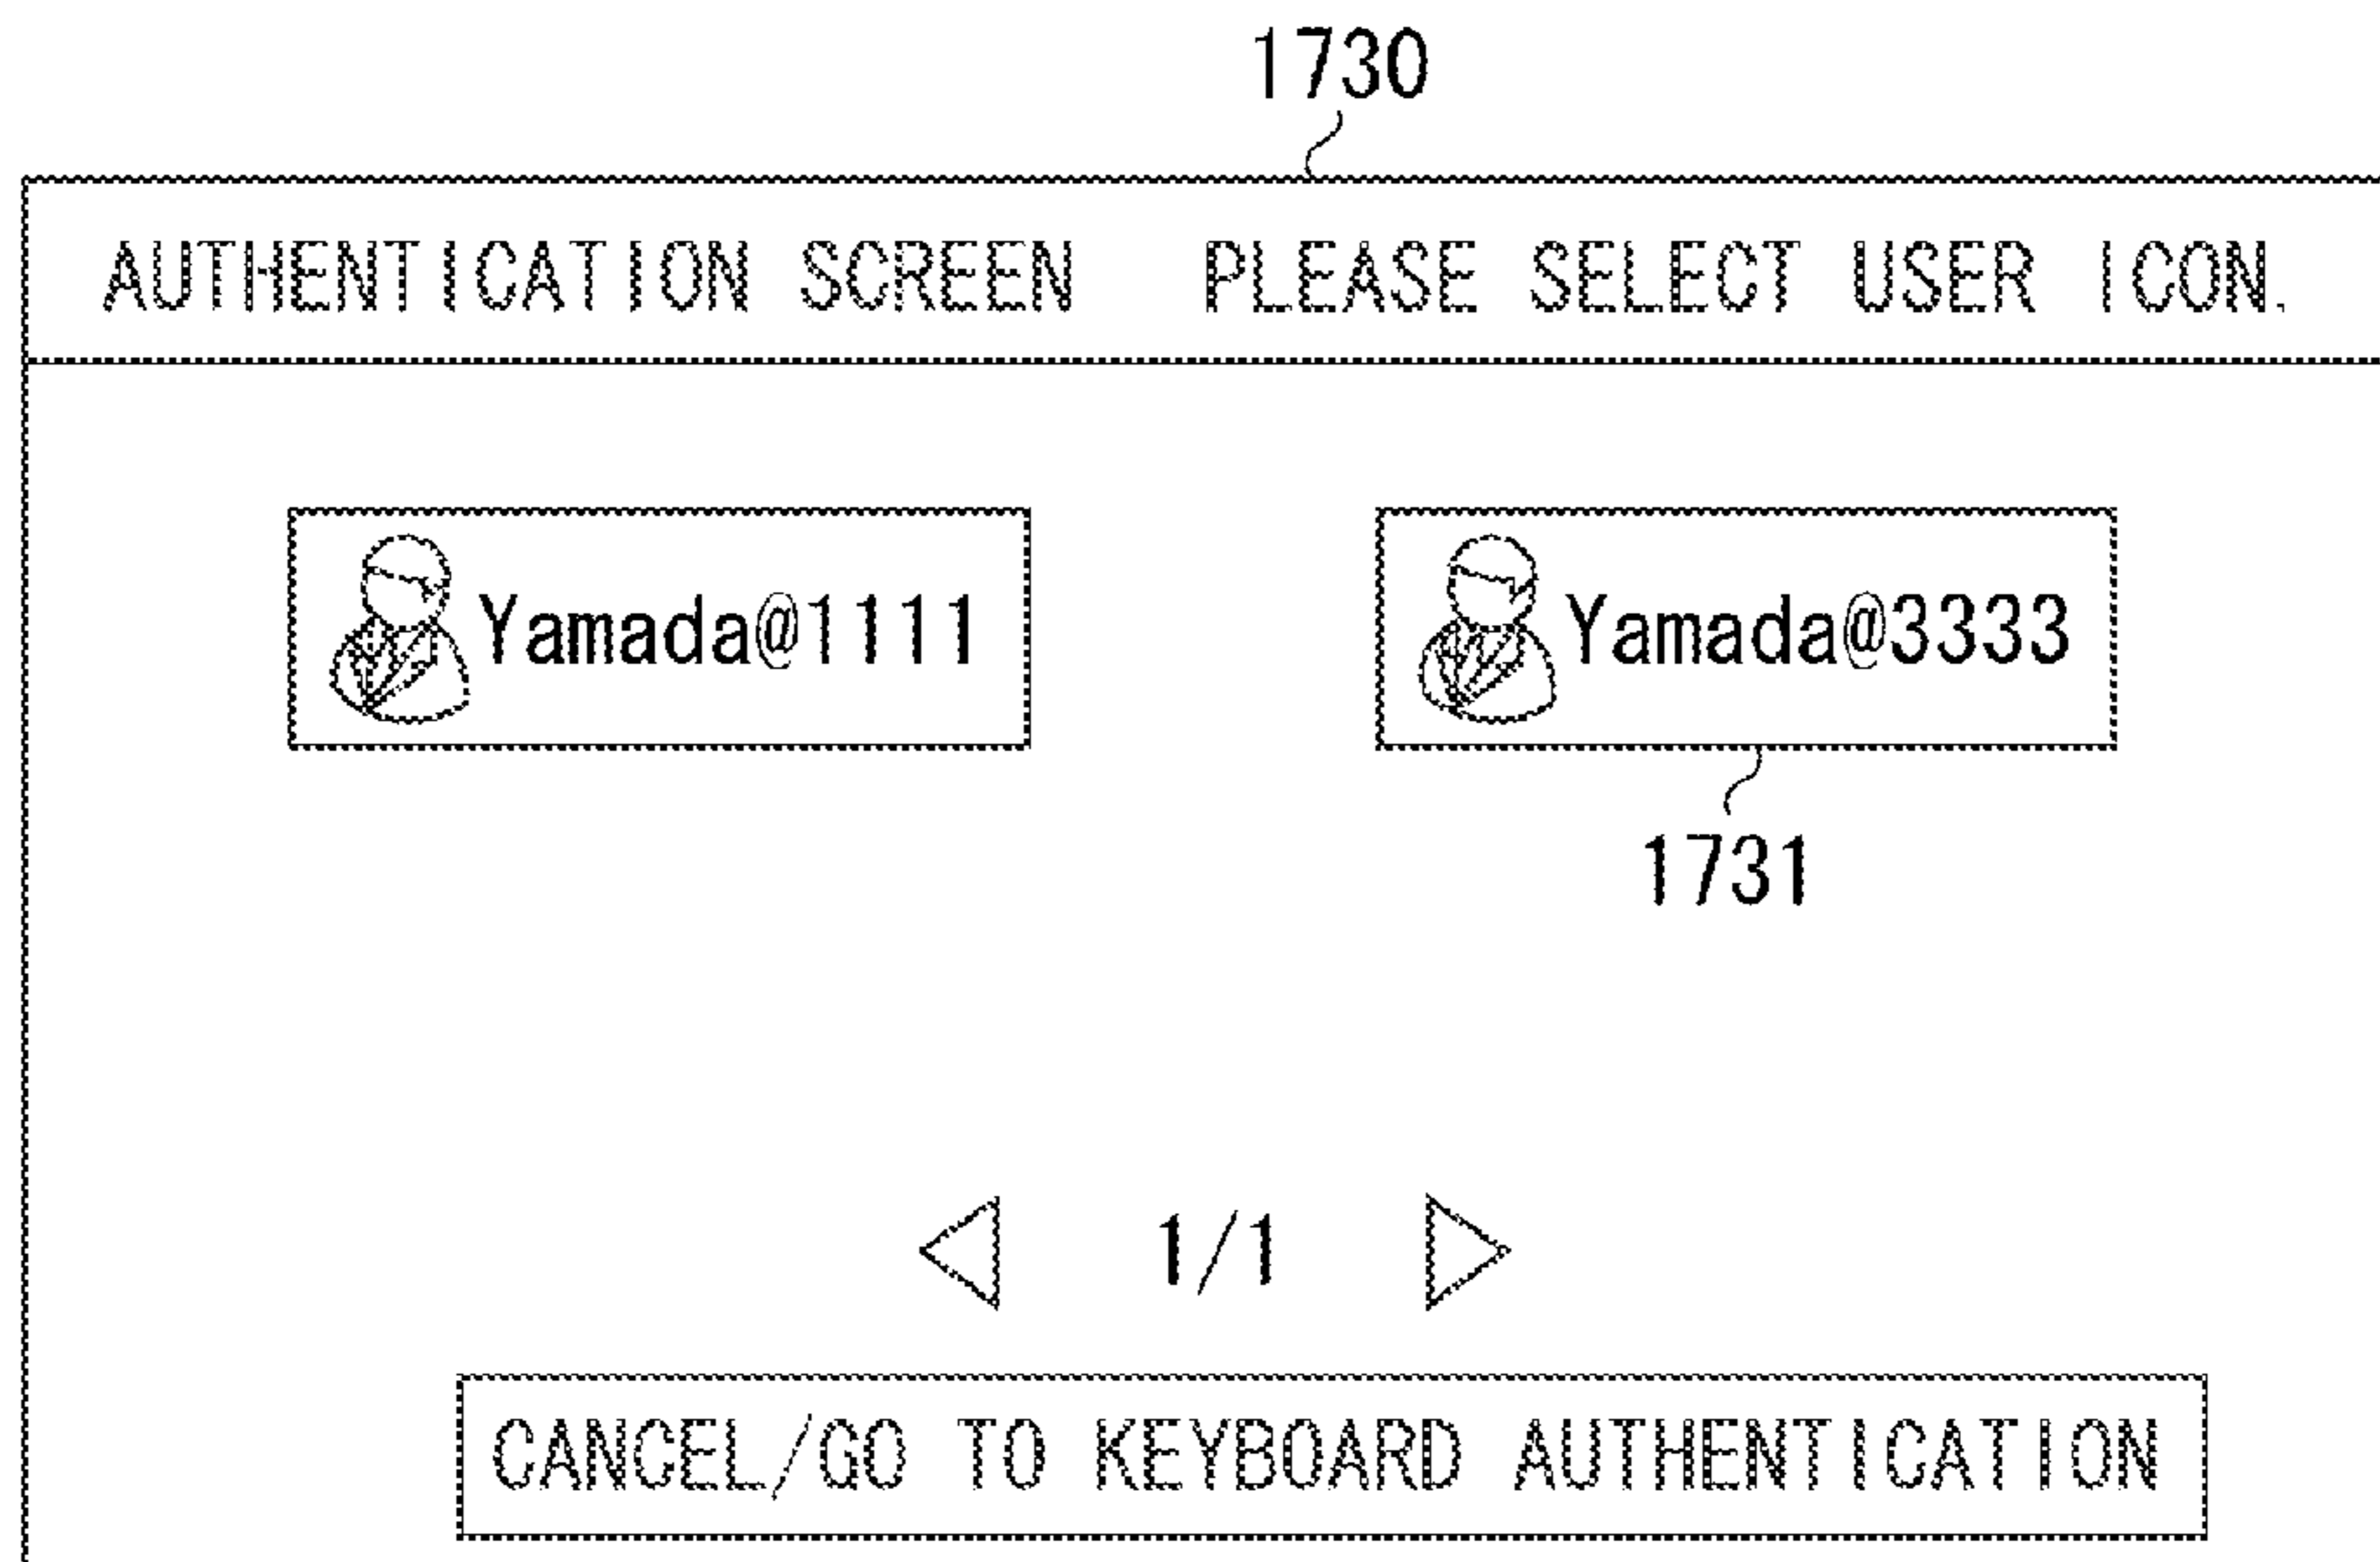 1730
AUTHENTICATION SCREEN PLEASE SELECT USER ICON.
Yamada@1111
Yamada@3333
1731
1/1
CANCEL/GO TO KEYBOARD AUTHENTICATION